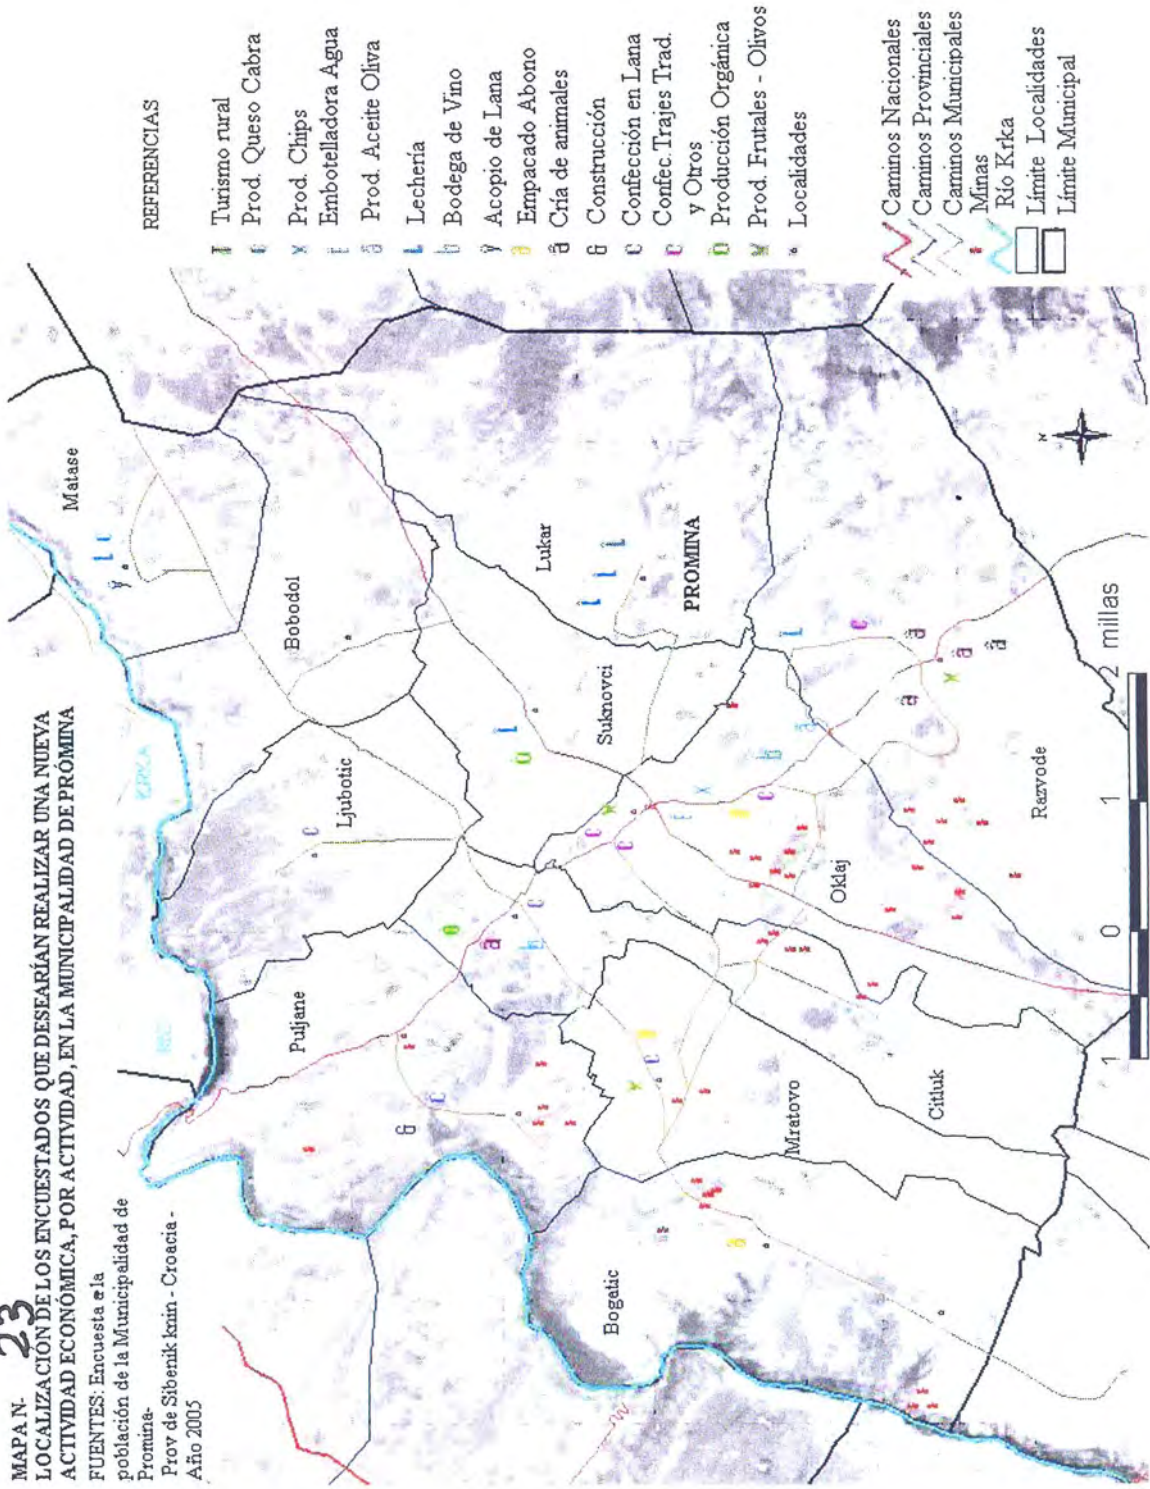 MAPA N- 23
LOCALIZACIÓN DE LOS ENCUESTADOS QUE DESEARÍAN REALIZAR UNA NUEVA
ACTIVIDAD ECONÓMICA, POR ACTIVIDAD, EN LA MUNICIPALIDAD DE PROMINA
FUENTES: Encuesta a la
población de la Municipalidad de
Promina-
Prov de Sibenik knin - Croacia -
Año 2005
REFERENCIAS
Turismo rural
Prod. Queso Cabra
Prod. Chips
Embotelladora Agua
Prod. Aceite Oliva
Lechería
Bodega de Vino
Acopio de Lana
Empacado Abono
Cría de animales
Construcción
Confección en Lana
Confec. Trajes Trad.
y Otros
Producción Orgánica
Prod. Frutales - Olivos
Localidades
Caminos Nacionales
Caminos Provinciales
Caminos Municipales
Minas
Río Krka
Límite Localidades
Límite Municipal
Matase
KRKA
Bobodol
Ljubotic
Lukar
PROMINA
Suknovci
Puljane
Oklaj
Razvode
Mratovo
Citluk
Bogatic
N
1 0 1 2 millas